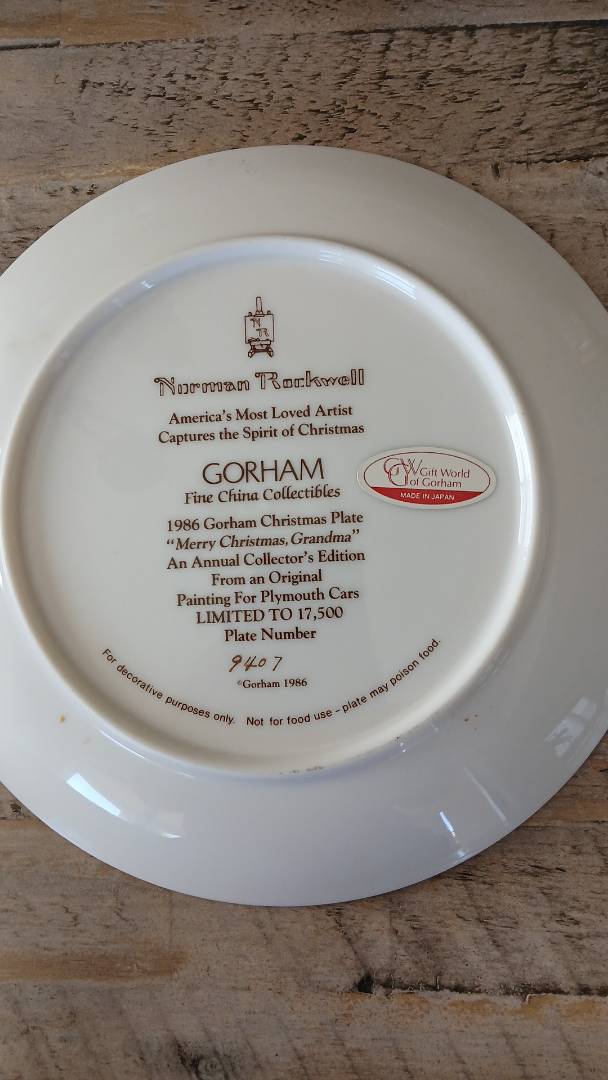 NR
Norman Rockwell
America's Most Loved Artist
Captures the Spirit of Christmas
GORHAM
Fine China Collectibles
1986 Gorham Christmas Plate
"Merry Christmas, Grandma"
An Annual Collector's Edition
From an Original
Painting For Plymouth Cars
LIMITED TO 17,500
Plate Number
9407
©Gorham 1986
For decorative purposes only. Not for food use - plate may poison food.
GWG Gift World
of Gorham
MADE IN JAPAN